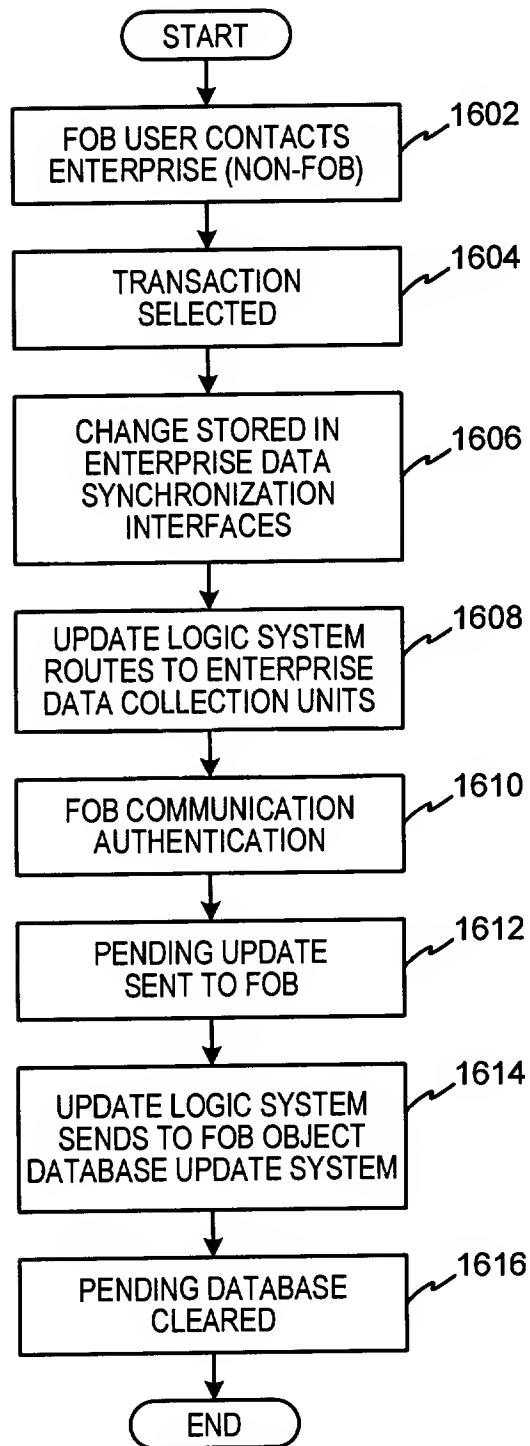 START
FOB USER CONTACTS
ENTERPRISE (NON-FOB)
1602
TRANSACTION
SELECTED
1604
CHANGE STORED IN
ENTERPRISE DATA
SYNCHRONIZATION
INTERFACES
1606
UPDATE LOGIC SYSTEM
ROUTES TO ENTERPRISE
DATA COLLECTION UNITS
1608
FOB COMMUNICATION
AUTHENTICATION
1610
PENDING UPDATE
SENT TO FOB
1612
UPDATE LOGIC SYSTEM
SENDS TO FOB OBJECT
DATABASE UPDATE SYSTEM
1614
PENDING DATABASE
CLEARED
1616
END